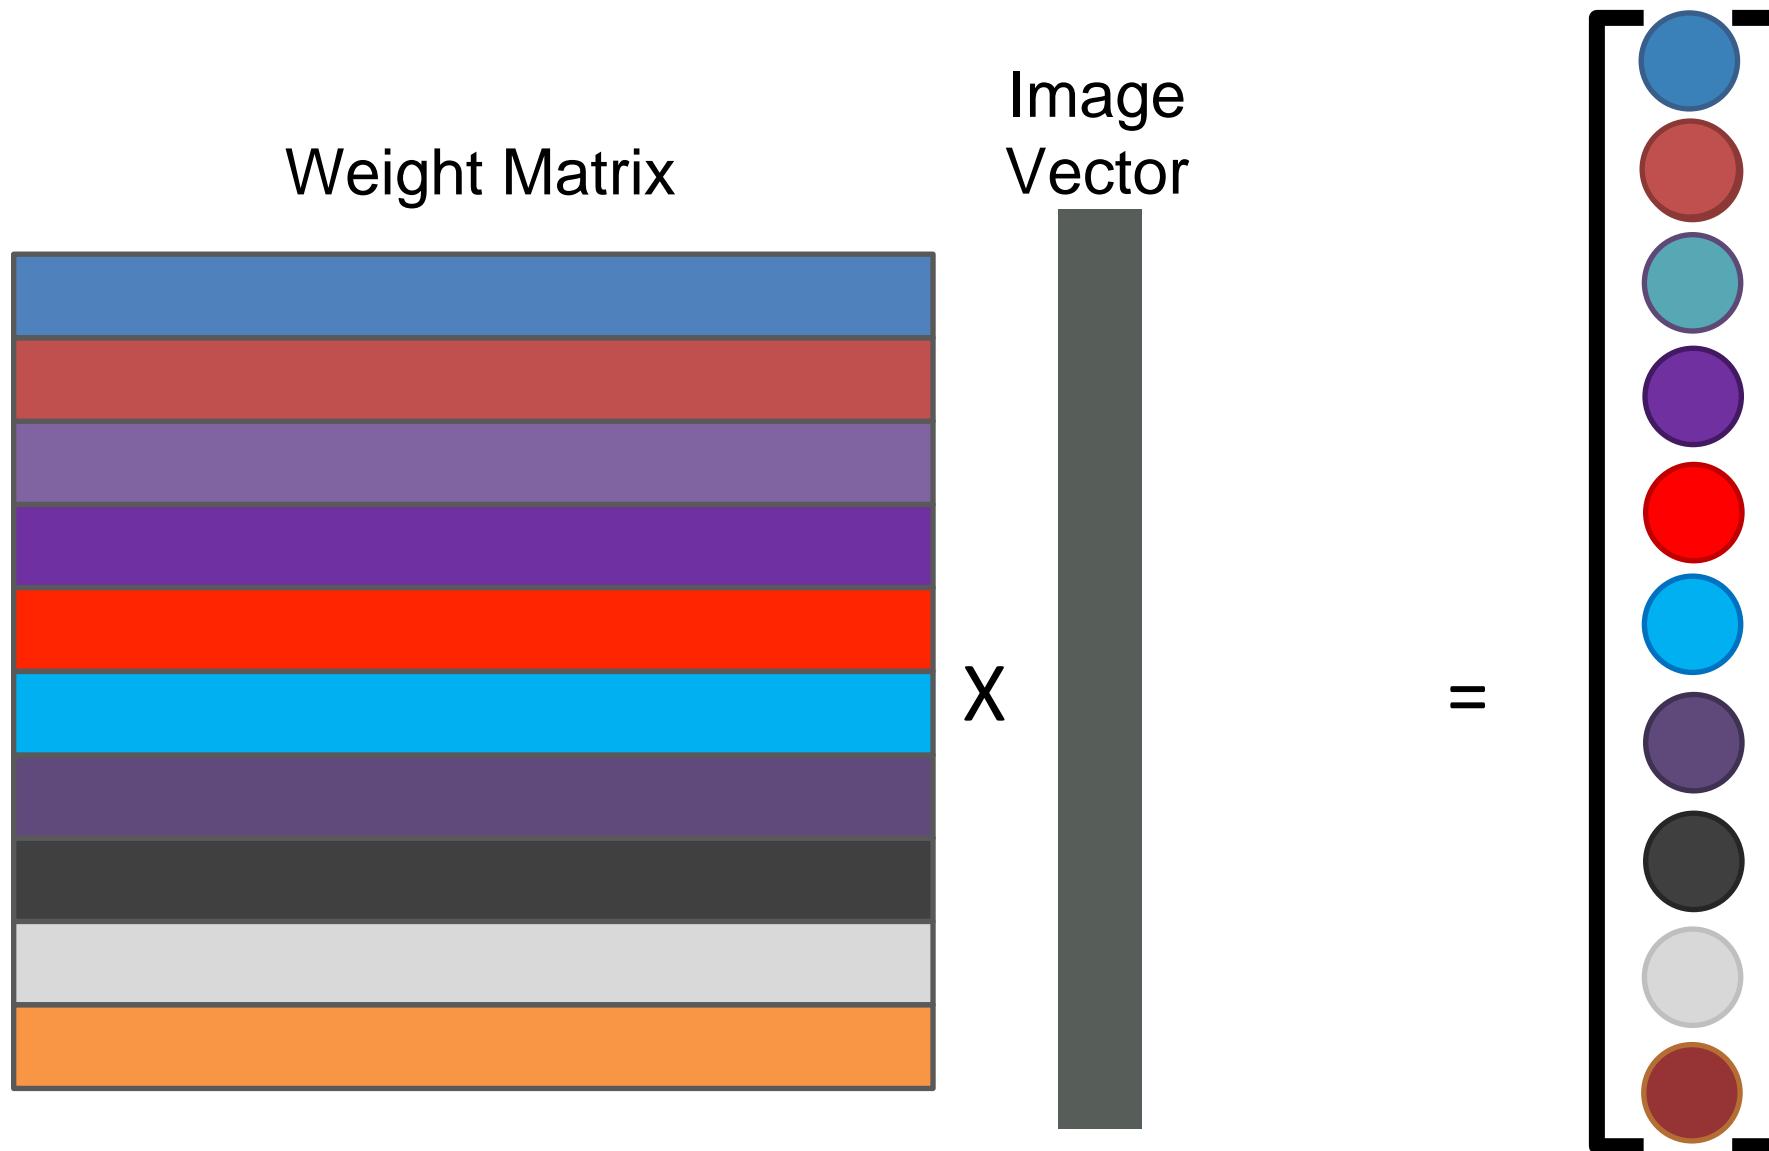 Weight Matrix
Image
Vector
X
=